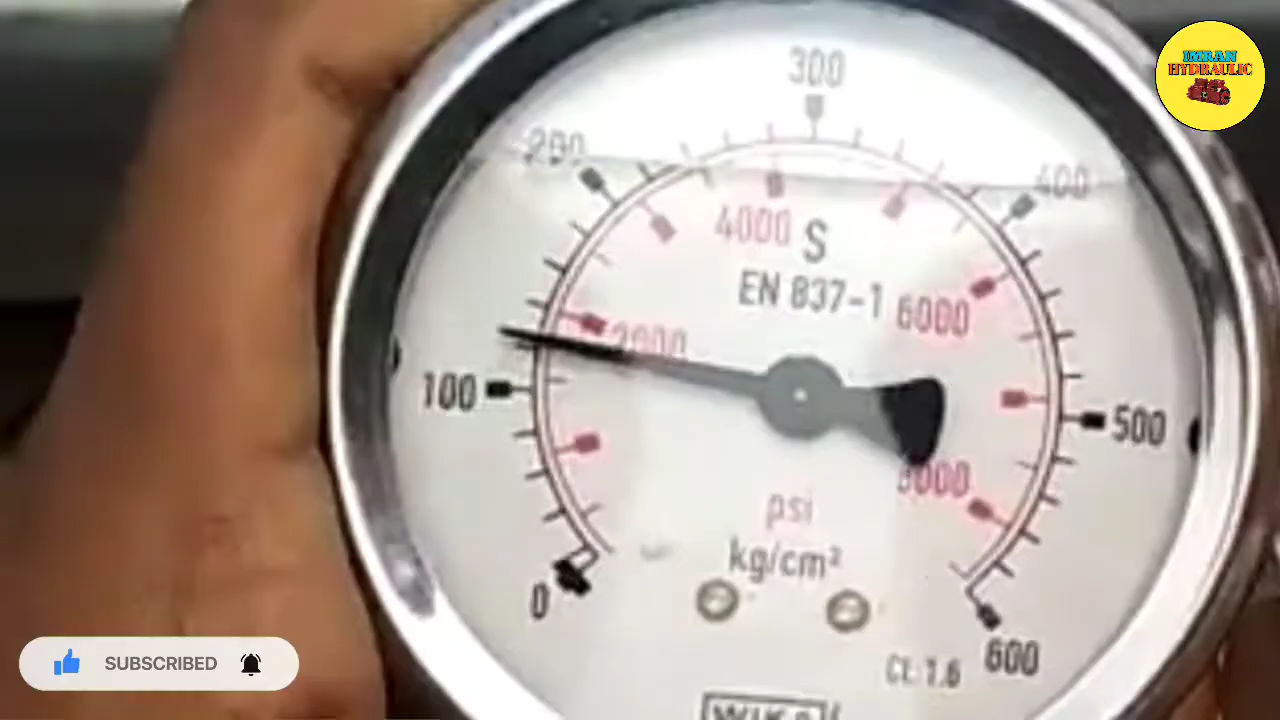 IMRAN
HYDRAULIC
300
200
400
4000
S
EN 837-1
6000
2000
100
500
8000
psi
kg/cm²
0
600
CL 1.6
WIKA
SUBSCRIBED